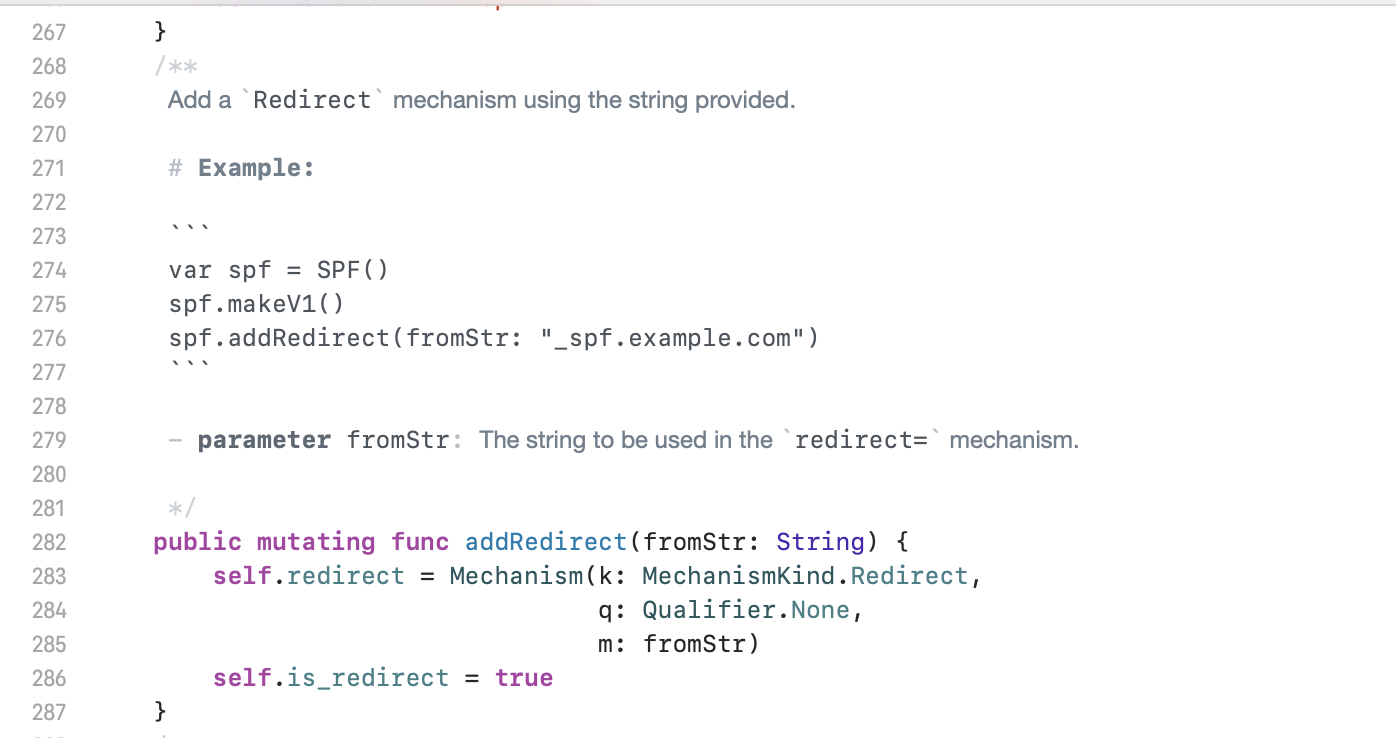 267 }
268 /**
269 Add a `Redirect` mechanism using the string provided.
270
271 # Example:
272
273 ```
274 var spf = SPF()
275 spf.makeV1()
276 spf.addRedirect(fromStr: "_spf.example.com")
277 ```
278
279 - parameter fromStr: The string to be used in the `redirect=` mechanism.
280
281 */
282 public mutating func addRedirect(fromStr: String) {
283 self.redirect = Mechanism(k: MechanismKind.Redirect,
284 q: Qualifier.None,
285 m: fromStr)
286 self.is_redirect = true
287 }